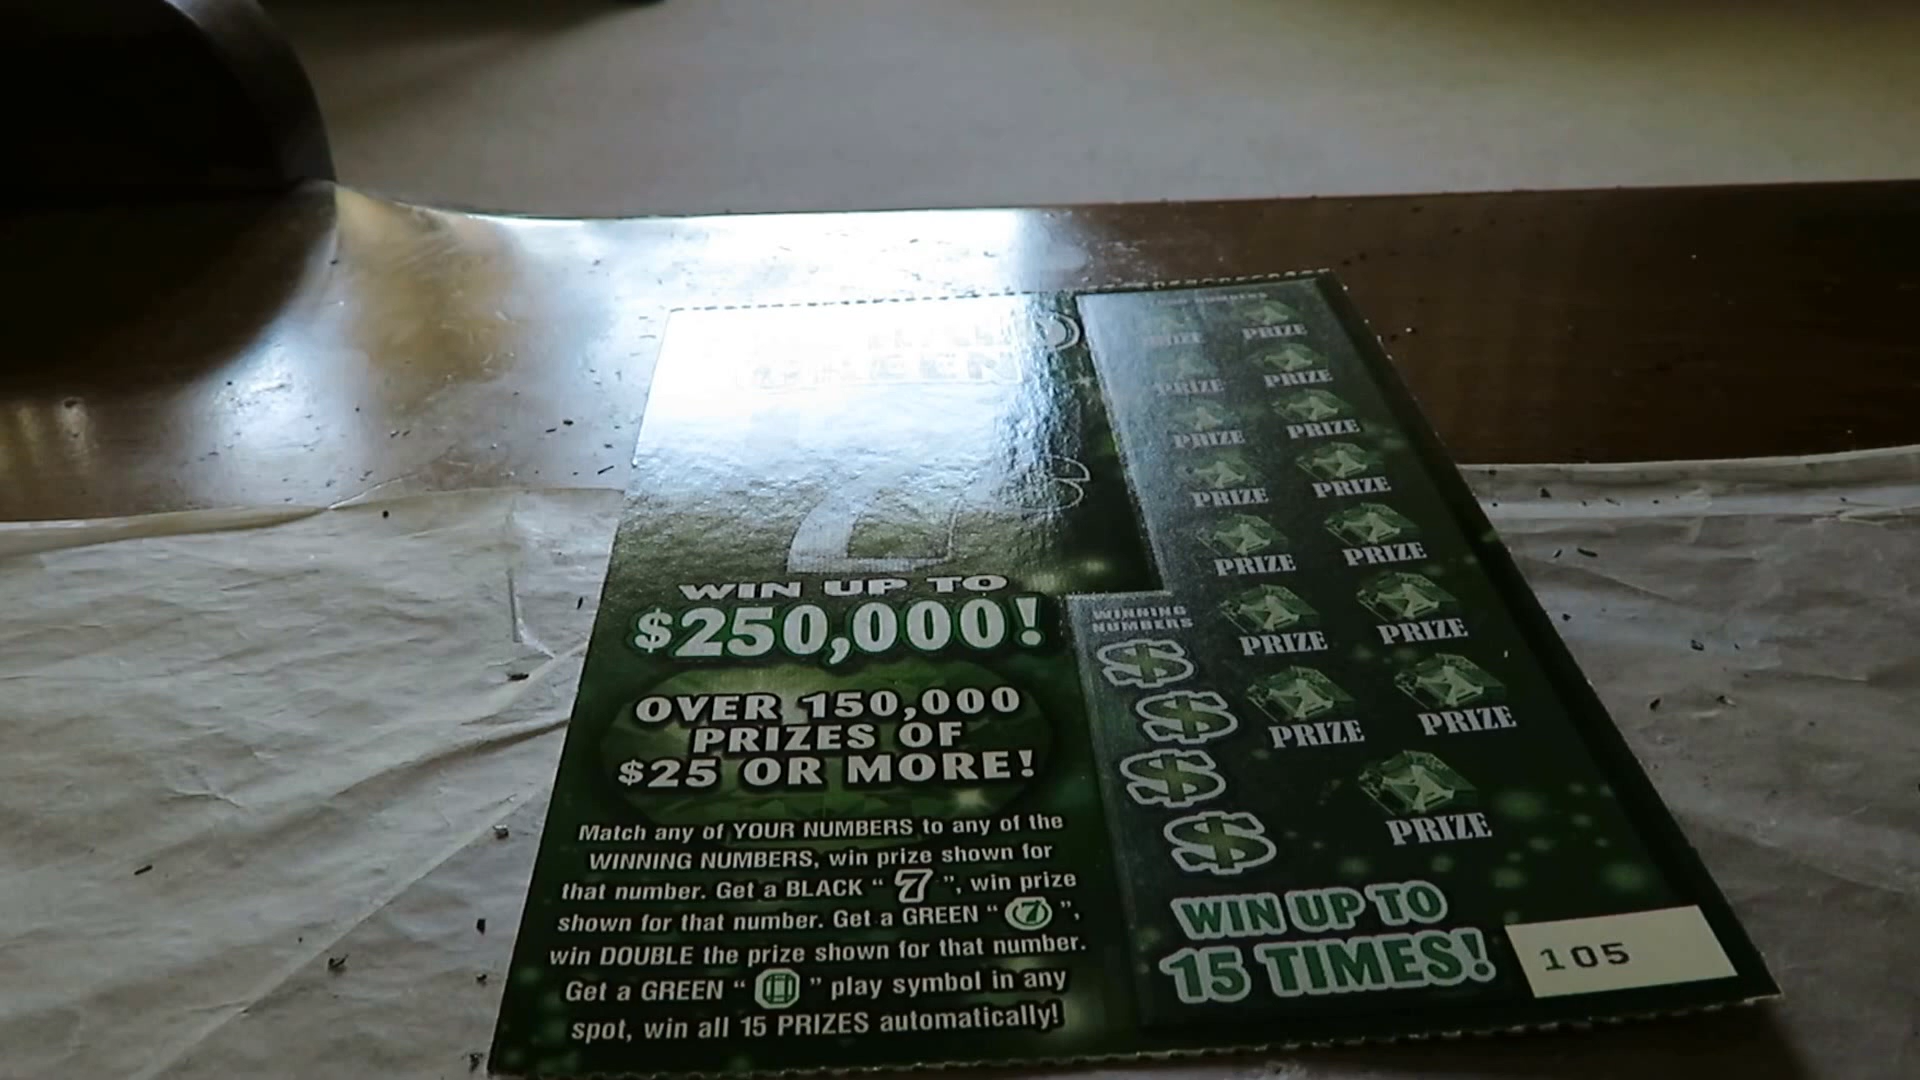 GREEN
WIN UP TO
$250,000!
OVER 150,000
PRIZES OF
$25 OR MORE!
Match any of YOUR NUMBERS to any of the
WINNING NUMBERS, win prize shown for
that number. Get a BLACK “ 7 ”, win prize
shown for that number. Get a GREEN “ 7 ”,
win DOUBLE the prize shown for that number.
Get a GREEN “ ” play symbol in any
spot, win all 15 PRIZES automatically!
PRIZE PRIZE
PRIZE PRIZE
PRIZE PRIZE
PRIZE PRIZE
PRIZE PRIZE
WINNING
NUMBERS
PRIZE PRIZE
$
$
PRIZE PRIZE
$
$
PRIZE
WIN UP TO
15 TIMES!
105